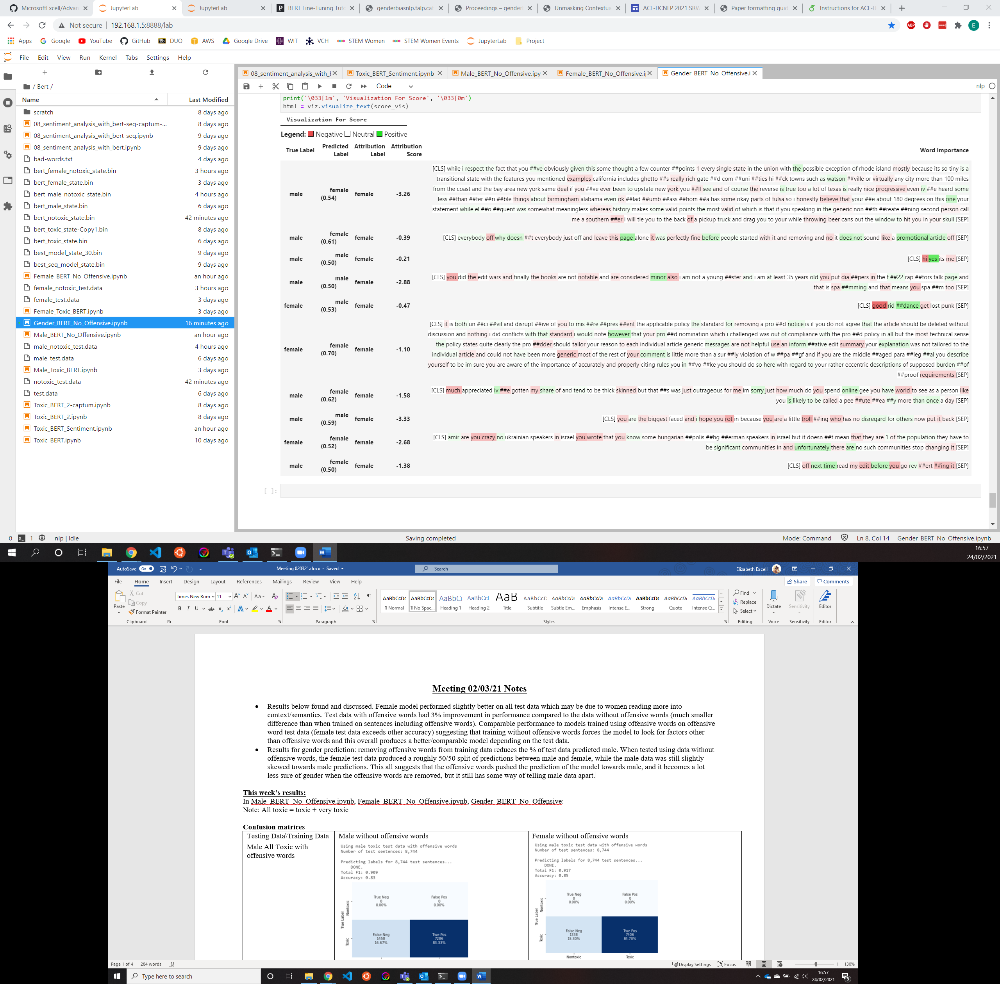 MicrosoftExcell/Advan
JupyterLab
JupyterLab
BERT Fine-Tuning Tuto
genderbiasnlp.talp.cat
Proceedings – gender
Unmasking Contextua
ACL-IJCNLP 2021 SRW
Paper formatting guid
Instructions for ACL-IJ
Not secure
192.168.1.5:8888/lab
Apps
Google
YouTube
GitHub
DUO
AWS
Google Drive
WIT
VCH
STEM Women
STEM Women Events
JupyterLab
Project
File Edit View Run Kernel Tabs Settings Help
/ Bert /
Name Last Modified
scratch 8 days ago
08_sentiment_analysis_with_bert-seq-captum-... 8 days ago
08_sentiment_analysis_with_bert-seq.ipynb 9 days ago
08_sentiment_analysis_with_bert.ipynb 9 days ago
bad-words.txt 4 days ago
bert_female_notoxic_state.bin 3 hours ago
bert_female_state.bin 3 days ago
bert_male_notoxic_state.bin 4 hours ago
bert_male_state.bin 6 days ago
bert_notoxic_state.bin 42 minutes ago
bert_toxic_state-Copy1.bin 8 days ago
bert_toxic_state.bin 6 days ago
best_model_state_30.bin 9 days ago
best_seq_model_state.bin 9 days ago
Female_BERT_No_Offensive.ipynb an hour ago
female_notoxic_test.data 3 hours ago
female_test.data 3 days ago
Female_Toxic_BERT.ipynb 3 days ago
Gender_BERT_No_Offensive.ipynb 16 minutes ago
Male_BERT_No_Offensive.ipynb an hour ago
male_notoxic_test.data 4 hours ago
male_test.data 6 days ago
Male_Toxic_BERT.ipynb 3 days ago
notoxic_test.data 42 minutes ago
test.data 6 days ago
Toxic_BERT_2-captum.ipynb 8 days ago
Toxic_BERT_2.ipynb 8 days ago
Toxic_BERT_Sentiment.ipynb an hour ago
Toxic_BERT.ipynb 10 days ago
08_sentiment_analysis_with_b
Toxic_BERT_Sentiment.ipynb
Male_BERT_No_Offensive.ipy
Female_BERT_No_Offensive.i
Gender_BERT_No_Offensive.i
Code
nlp
print('\033[1m', 'Visualization For Score', '\033[0m')
html = viz.visualize_text(score_vis)
Visualization For Score
Legend: Negative Neutral Positive
True Label Predicted Label Attribution Label Attribution Score Word Importance
male female (0.54) female -3.26
[CLS] while i respect the fact that you ##ve obviously given this some thought a few counter ##points 1 every single state in the union with the possible exception of rhode island mostly because its so tiny is a
transitional state with the features you mentioned examples california includes ghetto ##s really rich gate ##d com ##uni ##ties hi ##ck towns such as watson ##ville or virtually any city more than 100 miles
from the coast and the bay area new york same deal if you ##ve ever been to upstate new york you ##ll see and of course the reverse is true too a lot of texas is really nice progressive even iv ##e heard some
less ##than ##ter ##ri ##ble things about birmingham alabama even ok ##lad ##umb ##ass ##hom ##a has some okay parts of tulsa so i honestly believe that your ##e about 180 degrees on this one your
statement while el ##o ##quent was somewhat meaningless whereas history makes some valid points the most valid of which is that if you speaking in the generic non ##th ##reate ##ning second person call
me a southern ##er i will tie you to the back of a pickup truck and drag you to your while throwing beer cans out the window to hit you in your skull [SEP]
male female (0.61) female -0.39
[CLS] everybody off why doesn ##t everybody just off and leave this page alone it was perfectly fine before people started with it and removing and no it does not sound like a promotional article off [SEP]
male male (0.50) female -0.21
[CLS] hi yes its me [SEP]
male male (0.50) female -2.88
[CLS] you did the edit wars and finally the books are not notable and are considered minor also i am not a young ##ster and i am at least 35 years old you put dia ##pers in the f ##22 rap ##tors talk page and
that is spa ##mming and that means you spa ##m too [SEP]
female male (0.53) female -0.47
[CLS] good rid ##dance get lost punk [SEP]
female female (0.70) female -1.10
[CLS] it is both un ##ci ##vil and disrupt ##ive of you to mis ##re ##pres ##ent the applicable policy the standard for removing a pro ##d notice is if you do not agree that the article should be deleted without
discussion and nothing i did conflicts with that standard i would note however that your pro ##d nomination which i challenged was out of compliance with the pro ##d policy in all but the most technical sense
the policy states quite clearly the pro ##dder should tailor your reason to each individual article generic messages are not helpful use an inform ##ative edit summary your explanation was not tailored to the
individual article and could not have been more generic most of the rest of your comment is little more than a sur ##ly violation of w ##pa ##gf and if you are the middle ##aged para ##leg ##al you describe
yourself to be im sure you are aware of the importance of accurately and properly citing rules you in ##vo ##ke you should do so here with regard to your rather eccentric descriptions of supposed burden ##of
##proof requirements [SEP]
male female (0.62) female -1.58
[CLS] much appreciated iv ##e gotten my share of and tend to be thick skinned but that ##s was just outrageous for me im sorry just how much do you spend online gee you have world to see as a person like
you is likely to be called a pee ##ute ##ea ##y more than once a day [SEP]
male male (0.59) female -3.33
[CLS] you are the biggest faced and i hope you rot in because you are a little troll ##ing who has no disregard for others now put it back [SEP]
female female (0.52) female -2.68
[CLS] amir are you crazy no ukrainian speakers in israel you wrote that you know some hungarian ##polis ##hg ##erman speakers in israel but it doesn ##t mean that they are 1 of the population they have to
be significant communities in and unfortunately there are no such communities stop changing it [SEP]
male female (0.50) female -1.38
[CLS] off next time read my edit before you go rev ##ert ##ing it [SEP]
[ ]:
0 1 nlp | Idle Saving completed Mode: Command Ln 8, Col 14 Gender_BERT_No_Offensive.ipynb
16:57
24/02/2021
AutoSave On Meeting 020321.docx - Saved Search Elizabeth Excell
File Home Insert Design Layout References Mailings Review View Help Share Comments
Paste Cut Copy Format Painter
Times New Rom 11
AaBbCcDc AaBbCcDc AaBbCc AaBbCcD AaB AaBbCcD AaBbCcDc AaBbCcDc AaBbCcDc AaBbCcDc AaBbCcDc AaBbCcDc
¶ Normal ¶ No Spac... Heading 1 Heading 2 Title Subtitle Subtle Em... Emphasis Intense E... Strong Quote Intense Q...
Find Replace Select Dictate Sensitivity Editor
Clipboard Font Paragraph Styles Editing Voice Sensitivity Editor
Meeting 02/03/21 Notes
• Results below found and discussed. Female model performed slightly better on all test data which may be due to women reading more into
context/semantics. Test data with offensive words had 3% improvement in performance compared to the data without offensive words (much smaller
difference than when trained on sentences including offensive words). Comparable performance to models trained using offensive words on offensive
word test data (female test data exceeds other accuracy) suggesting that training without offensive words forces the model to look for factors other
than offensive words and this overall produces a better/comparable model depending on the test data.
• Results for gender prediction: removing offensive words from training data reduces the % of test data predicted male. When tested using data without
offensive words, the female test data produced a roughly 50/50 split of predictions between male and female, while the male data was still slightly
skewed towards male predictions. This all suggests that the offensive words pushed the prediction of the model towards male, and it becomes a lot
less sure of gender when the offensive words are removed, but it still has some way of telling male data apart.
This week's results:
In Male_BERT_No_Offensive.ipynb, Female_BERT_No_Offensive.ipynb, Gender_BERT_No_Offensive:
Note: All toxic = toxic + very toxic
Confusion matrices
Testing Data\Training Data Male without offensive words Female without offensive words
Male All Toxic with
offensive words
Using male toxic test data with offensive words
Number of test sentences: 8,744
Predicting labels for 8,744 test sentences...
DONE.
Total F1: 0.909
Accuracy: 0.83
True Neg
0
0.00%
False Pos
0
0.00%
False Neg
1458
16.67%
True Pos
7286
83.33%
True Label
Nontoxic
Toxic
Using male toxic test data with offensive words
Number of test sentences: 8,744
Predicting labels for 8,744 test sentences...
DONE.
Total F1: 0.917
Accuracy: 0.85
True Neg
0
0.00%
False Pos
0
0.00%
False Neg
1338
15.30%
True Pos
7406
84.70%
True Label
Nontoxic
Toxic
Nontoxic Toxic
Page 1 of 4 284 words Display Settings Focus 130%
Type here to search
16:57
24/02/2021
5